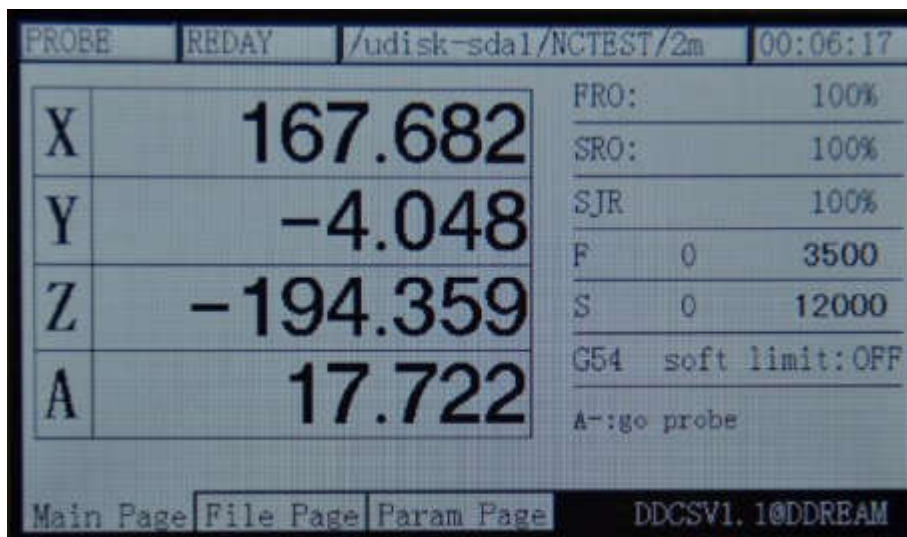 PROBE REDAY /udisk-sda1/NCTEST/2m 00:06:17
X 167.682
Y -4.048
Z -194.359
A 17.722
FRO: 100%
SRO: 100%
SJR 100%
F 0 3500
S 0 12000
G54 soft limit:OFF
A-:go probe
Main Page File Page Param Page DDCSV1.1@DDREAM